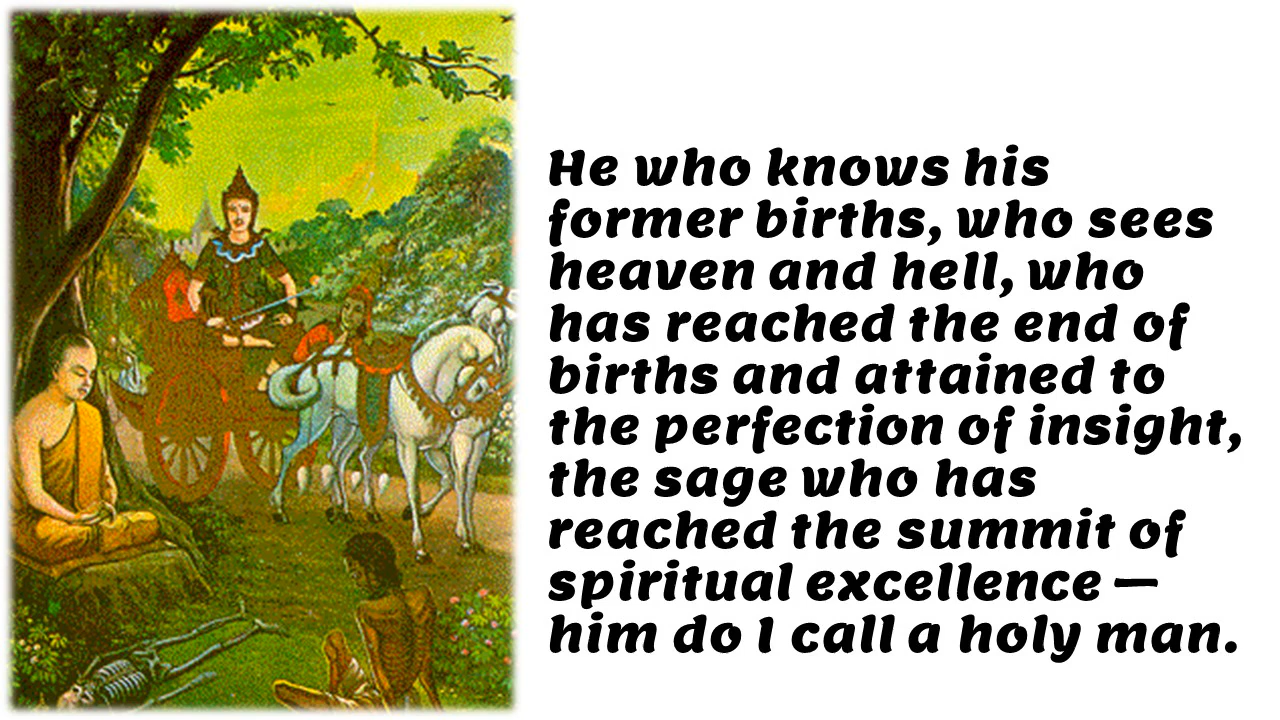 He who knows his
former births, who sees
heaven and hell, who
has reached the end of
births and attained to
the perfection of insight,
the sage who has
reached the summit of
spiritual excellence —
him do I call a holy man.